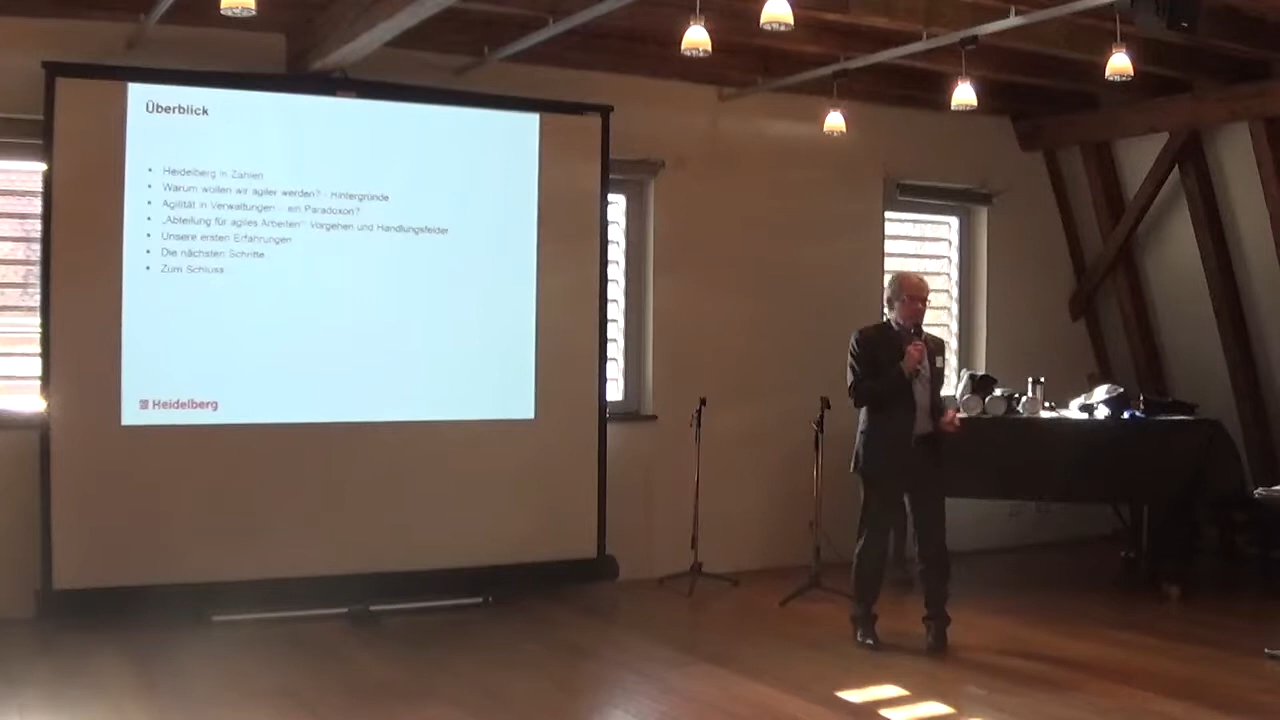 Überblick
• Heidelberg in Zahlen
• Warum wollen wir agiler werden? - Hintergründe
• Agilität in Verwaltungen - ein Paradoxon?
• „Abteilung für agiles Arbeiten“: Vorgehen und Handlungsfelder
• Unsere ersten Erfahrungen
• Die nächsten Schritte
• Zum Schluss
Heidelberg